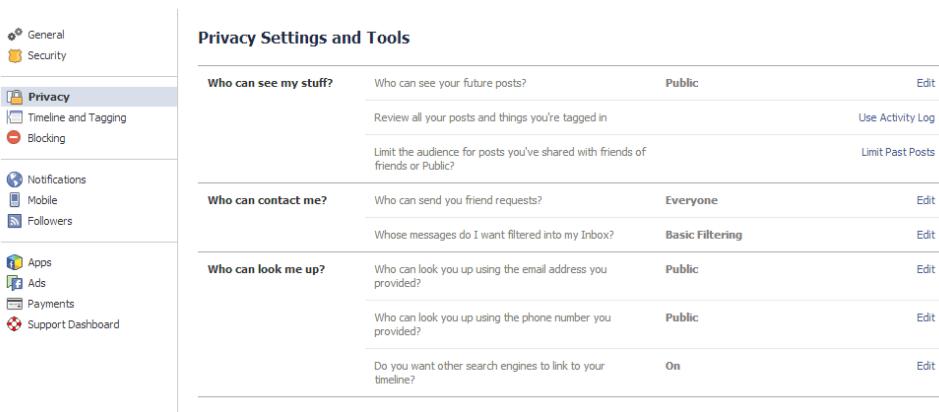 General
Security
Privacy
Timeline and Tagging
Blocking
Notifications
Mobile
Followers
Apps
Ads
Payments
Support Dashboard
Privacy Settings and Tools
Who can see my stuff?
Who can see your future posts?
Public
Edit
Review all your posts and things you're tagged in
Use Activity Log
Limit the audience for posts you've shared with friends of
friends or Public?
Limit Past Posts
Who can contact me?
Who can send you friend requests?
Everyone
Edit
Whose messages do I want filtered into my Inbox?
Basic Filtering
Edit
Who can look me up?
Who can look you up using the email address you
provided?
Public
Edit
Who can look you up using the phone number you
provided?
Public
Edit
Do you want other search engines to link to your
timeline?
On
Edit